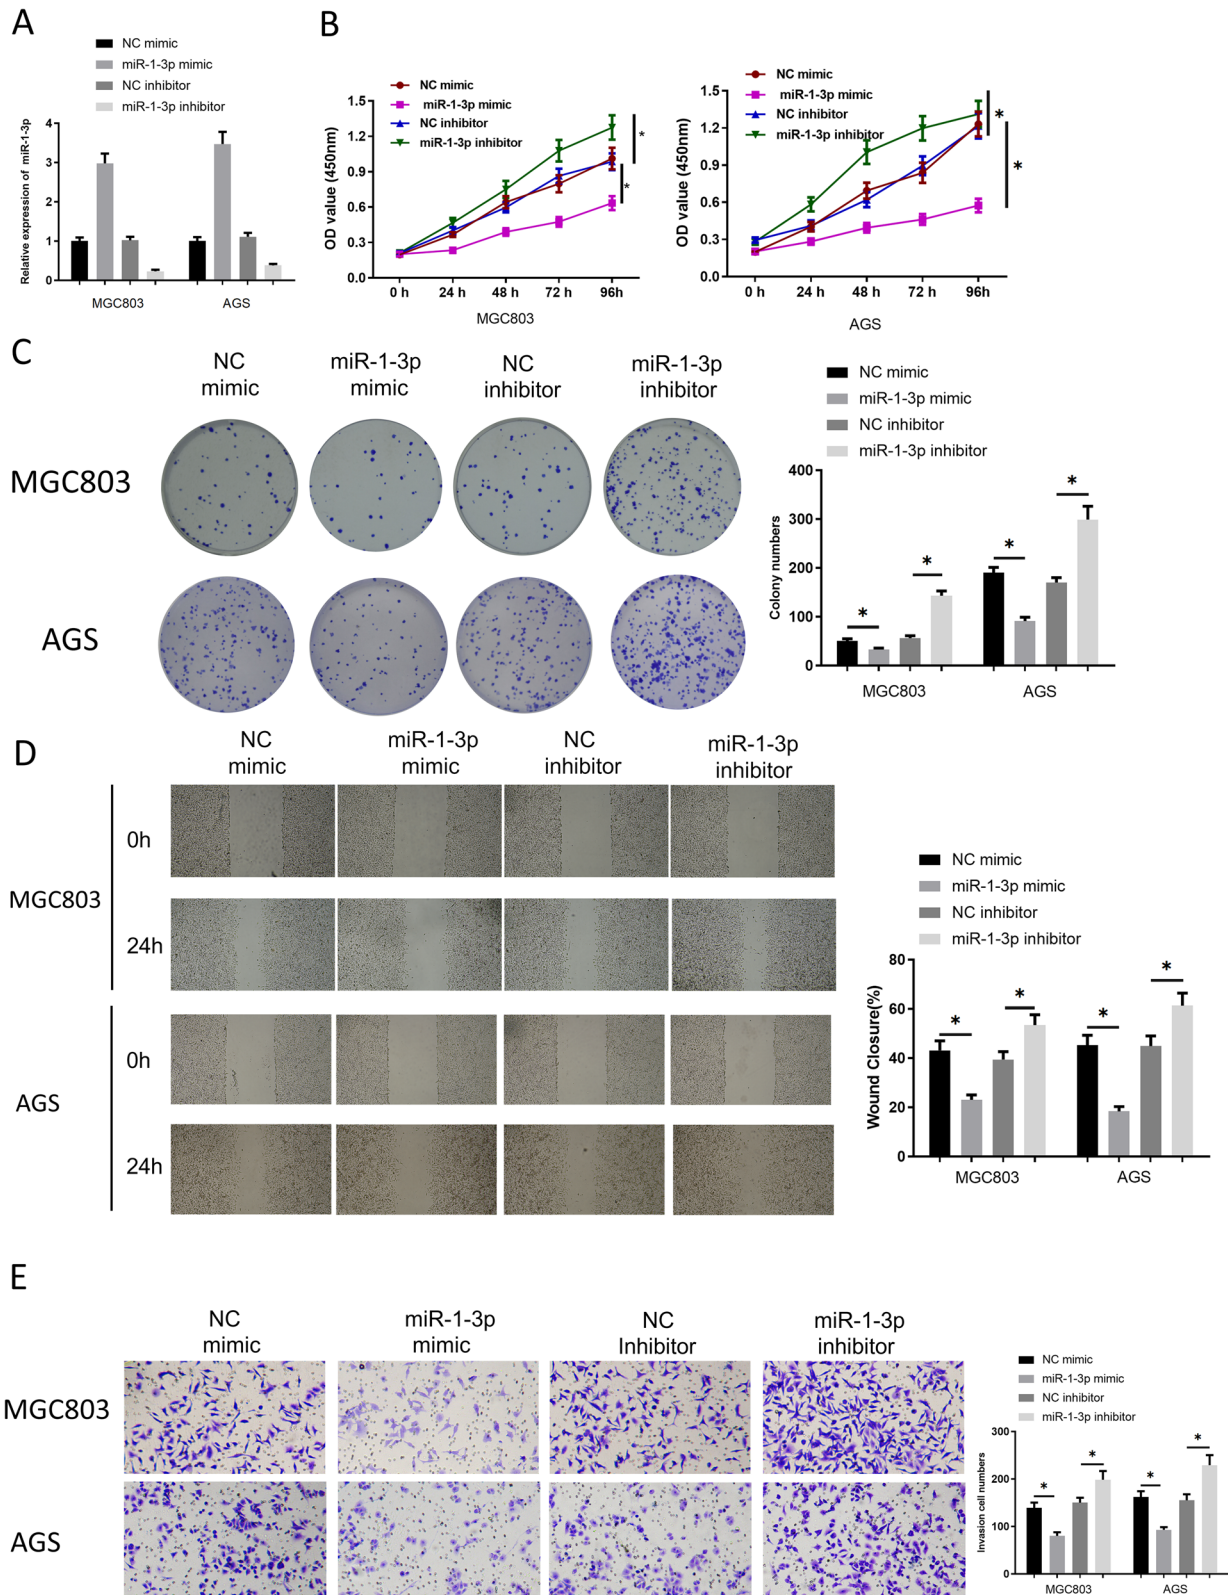 A
NC mimic
miR-1-3p mimic
NC inhibitor
miR-1-3p inhibitor
Relative expression of miR-1-3p
4
3
2
1
0
MGC803
AGS
B
NC mimic
miR-1-3p mimic
NC inhibitor
miR-1-3p inhibitor
OD value (450nm)
1.5
1.2
0.9
0.6
0.3
0.0
*
*
0 h
24 h
48 h
72 h
96h
MGC803
NC mimic
miR-1-3p mimic
NC inhibitor
miR-1-3p inhibitor
OD value (450nm)
1.5
1.2
0.9
0.6
0.3
0.0
*
*
0 h
24 h
48 h
72 h
96h
AGS
C
NC
mimic
miR-1-3p
mimic
NC
inhibitor
miR-1-3p
inhibitor
MGC803
AGS
NC mimic
miR-1-3p mimic
NC inhibitor
miR-1-3p inhibitor
Colony numbers
400
300
200
100
0
*
*
*
*
MGC803
AGS
D
NC
mimic
miR-1-3p
mimic
NC
inhibitor
miR-1-3p
inhibitor
MGC803
0h
24h
AGS
0h
24h
NC mimic
miR-1-3p mimic
NC inhibitor
miR-1-3p inhibitor
Wound Closure(%)
80
60
40
20
0
*
*
*
*
MGC803
AGS
E
NC
mimic
miR-1-3p
mimic
NC
Inhibitor
miR-1-3p
inhibitor
MGC803
AGS
NC mimic
miR-1-3p mimic
NC inhibitor
miR-1-3p inhibitor
Invasion cell numbers
300
200
100
0
*
*
*
*
MGC803
AGS